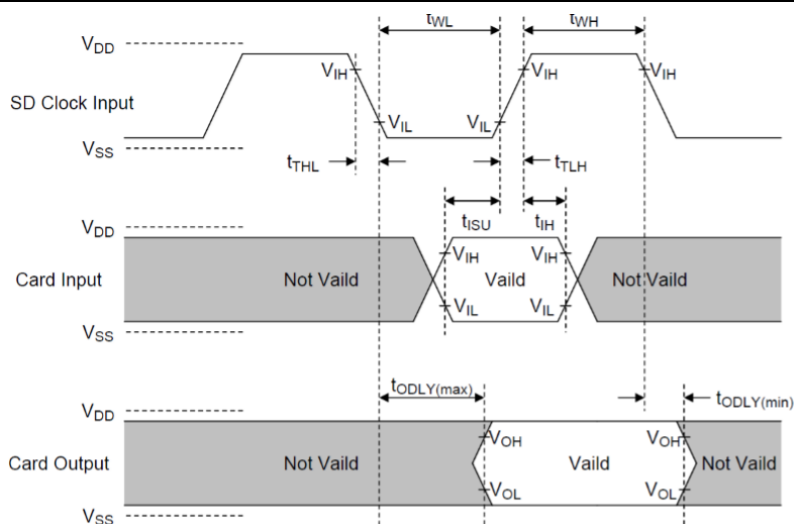 tWL
tWH
VDD
VIH
VIH
VIH
SD Clock Input
VIL
VIL
VSS
tTHL
tTLH
tISU
tIH
VDD
VIH
VIH
Card Input
Not Vaild
Vaild
Not Vaild
VIL
VIL
VSS
tODLY(max)
tODLY(min)
VDD
VOH
VOH
Card Output
Not Vaild
Vaild
Not Vaild
VOL
VOL
VSS